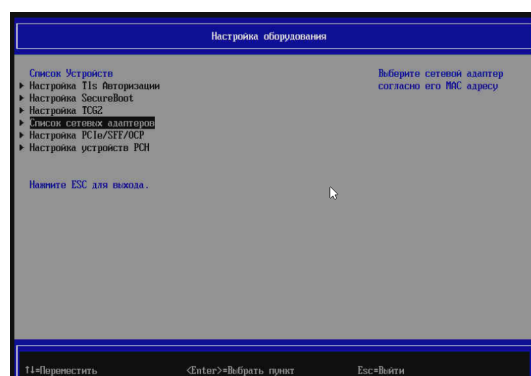 Настройка оборудования
Список Устройств
Выберите сетевой адаптер
согласно его MAC адресу
Настройка Tls Авторизации
Настройка SecureBoot
Настройка TCG2
Список сетевых адаптеров
Настройка PCIe/SFF/OCP
Настройка устройств PCH
Нажмите ESC для выхода.
↑↓=Переместить <Enter>=Выбрать пункт Esc=Выйти